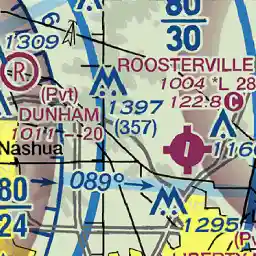 80
30
1309
R
(Pvt)
DUNHAM
1011 - 20
ROOSTERVILLE
1004 *L 28
122.8 C
1397
(357)
Nashua
089°
80
24
1295